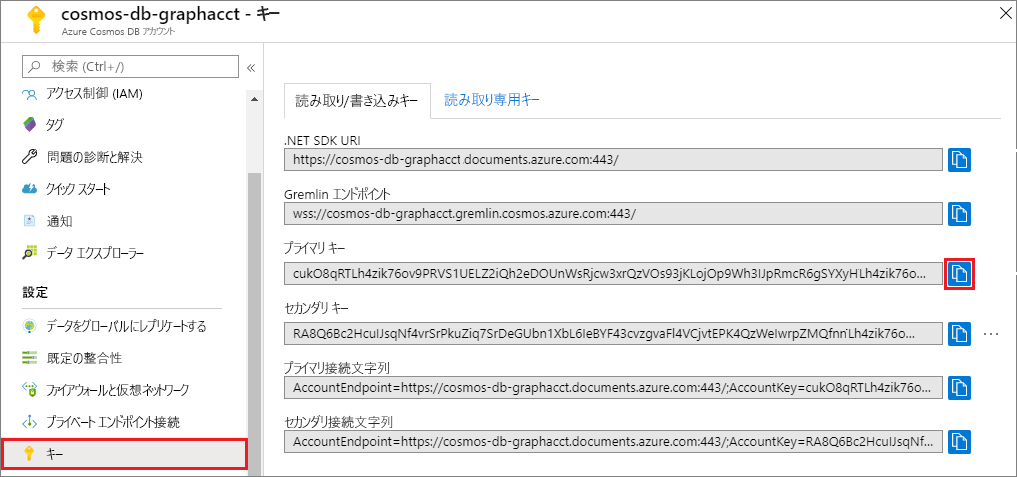 cosmos-db-graphacct - キー
Azure Cosmos DB アカウント
検索 (Ctrl+/)
«
アクセス制御 (IAM)
タグ
問題の診断と解決
クイック スタート
通知
データ エクスプローラー
設定
データをグローバルにレプリケートする
既定の整合性
ファイアウォールと仮想ネットワーク
プライベート エンドポイント接続
キー
読み取り/書き込みキー
読み取り専用キー
.NET SDK URI
https://cosmos-db-graphacct.documents.azure.com:443/
Gremlin エンドポイント
wss://cosmos-db-graphacct.gremlin.cosmos.azure.com:443/
プライマリ キー
cukO8qRTLh4zik76ov9PRVS1UELZ2iQh2eDOUnWsRjcw3xrQzVOs93jKLojOp9Wh3IJpRmcR6gSYXyHLh4zik76o...
セカンダリ キー
RA8Q6Bc2HcuIJsqNf4vrSrPkuZiq7SrDeGUbn1XbL6IeBYF43cvzgvaFl4VCjvtEPK4QzWeIwrpZMQfnn'Lh4zik76o...
プライマリ接続文字列
AccountEndpoint=https://cosmos-db-graphacct.documents.azure.com:443/;AccountKey=cukO8qRTLh4zik76o...
セカンダリ接続文字列
AccountEndpoint=https://cosmos-db-graphacct.documents.azure.com:443/;AccountKey=RA8Q6Bc2HcuIJsqNf...